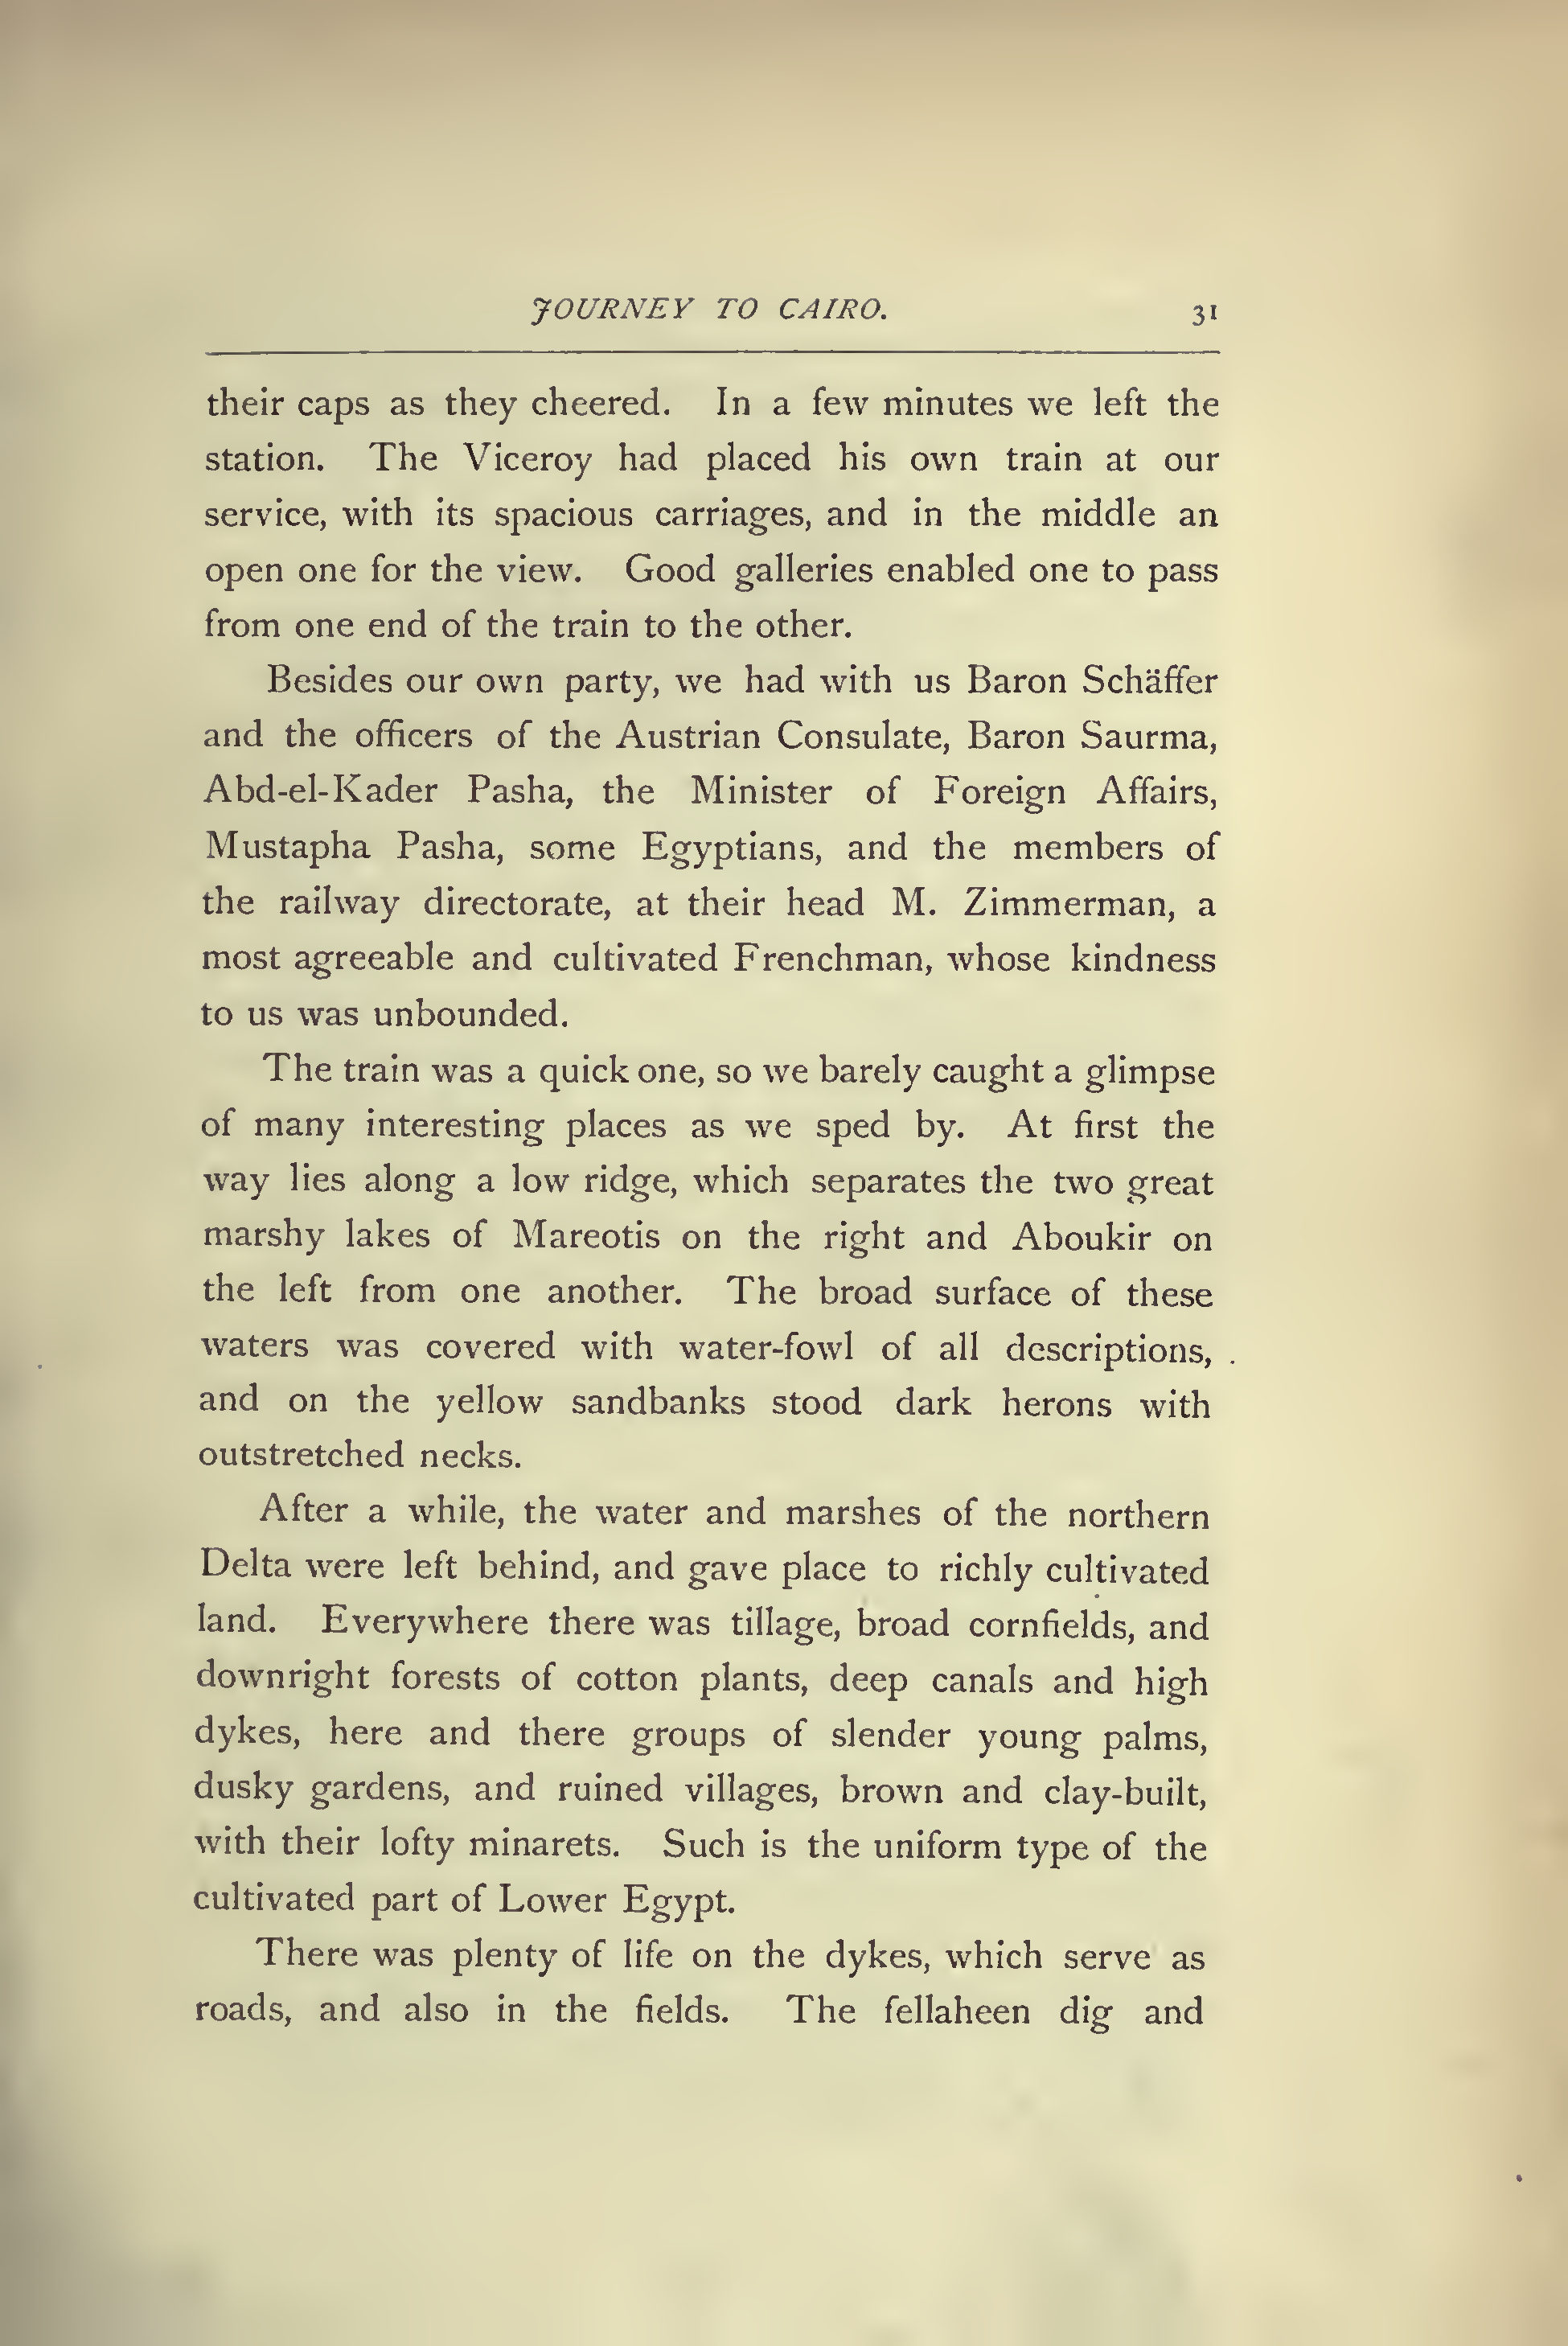 JOURNEY TO CAIRO. 31
their caps as they cheered. In a few minutes we left the
station. The Viceroy had placed his own train at our
service, with its spacious carriages, and in the middle an
open one for the view. Good galleries enabled one to pass
from one end of the train to the other.
Besides our own party, we had with us Baron Schäffer
and the officers of the Austrian Consulate, Baron Saurma,
Abd-el-Kader Pasha, the Minister of Foreign Affairs,
Mustapha Pasha, some Egyptians, and the members of
the railway directorate, at their head M. Zimmerman, a
most agreeable and cultivated Frenchman, whose kindness
to us was unbounded.
The train was a quick one, so we barely caught a glimpse
of many interesting places as we sped by. At first the
way lies along a low ridge, which separates the two great
marshy lakes of Mareotis on the right and Aboukir on
the left from one another. The broad surface of these
waters was covered with water-fowl of all descriptions,
and on the yellow sandbanks stood dark herons with
outstretched necks.
After a while, the water and marshes of the northern
Delta were left behind, and gave place to richly cultivated
land. Everywhere there was tillage, broad cornfields, and
downright forests of cotton plants, deep canals and high
dykes, here and there groups of slender young palms,
dusky gardens, and ruined villages, brown and clay-built,
with their lofty minarets. Such is the uniform type of the
cultivated part of Lower Egypt.
There was plenty of life on the dykes, which serve as
roads, and also in the fields. The fellaheen dig and